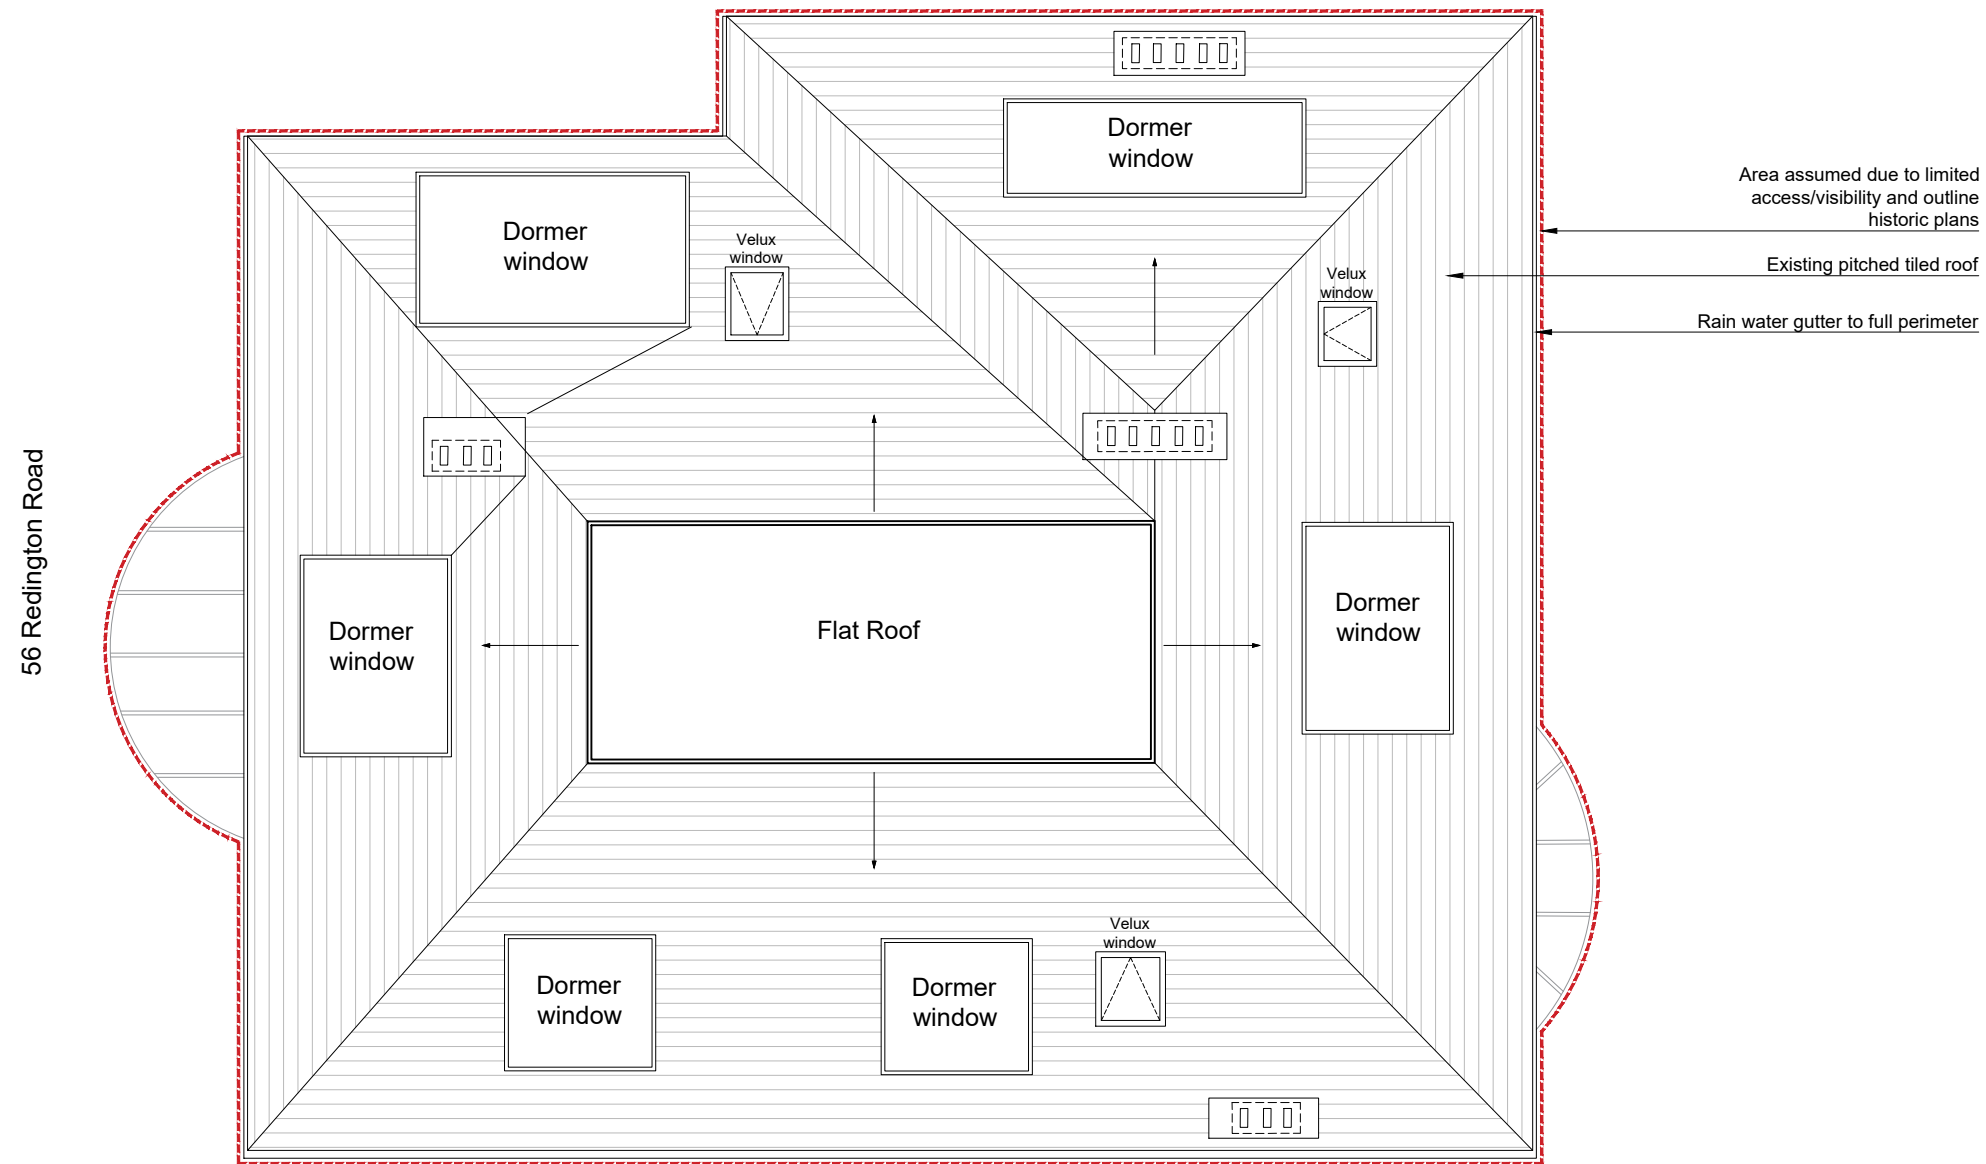 Dormer
window
Area assumed due to limited
access/visibility and outline
historic plans
Dormer
window
Velux
window
Existing pitched tiled roof
Velux
window
Rain water gutter to full perimeter
56 Redington Road
Dormer
window
Flat Roof
Dormer
window
Velux
window
Dormer
window
Dormer
window